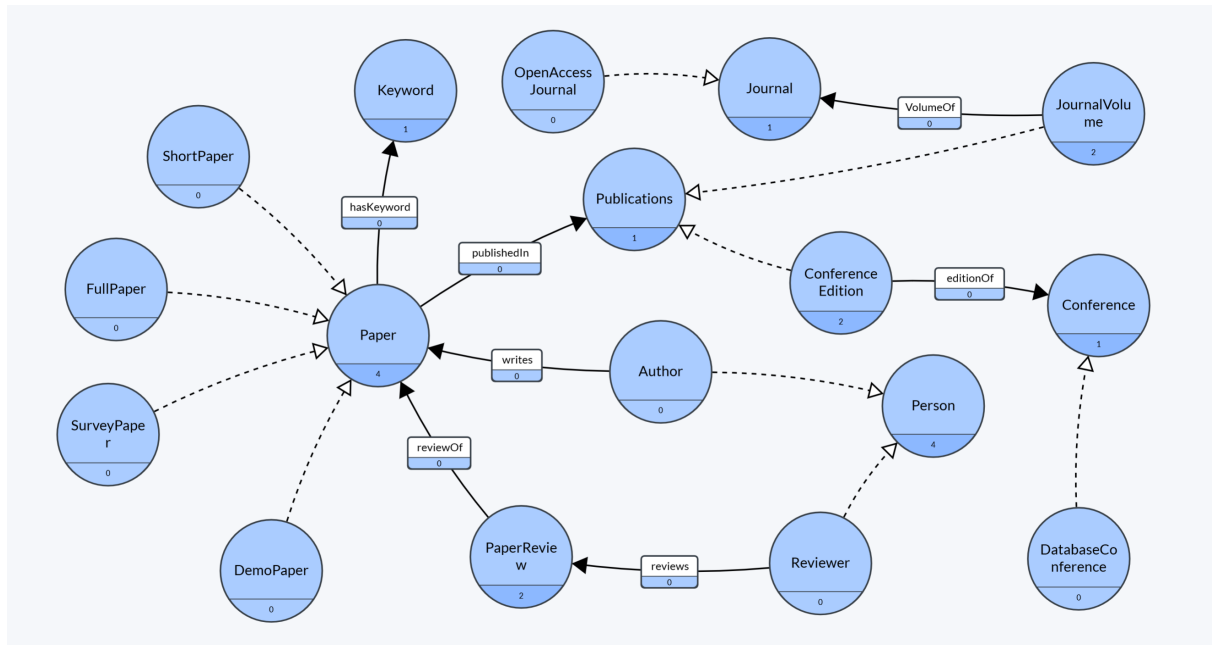 OpenAccess
Journal
0
Journal
1
VolumeOf
0
JournalVolu
me
2
Keyword
1
ShortPaper
0
hasKeyword
0
Publications
1
publishedIn
0
Conference
Edition
2
editionOf
0
Conference
1
FullPaper
0
Paper
4
writes
0
Author
0
Person
4
SurveyPape
r
0
reviewOf
0
DemoPaper
0
PaperRevie
w
2
reviews
0
Reviewer
0
DatabaseCo
nference
0